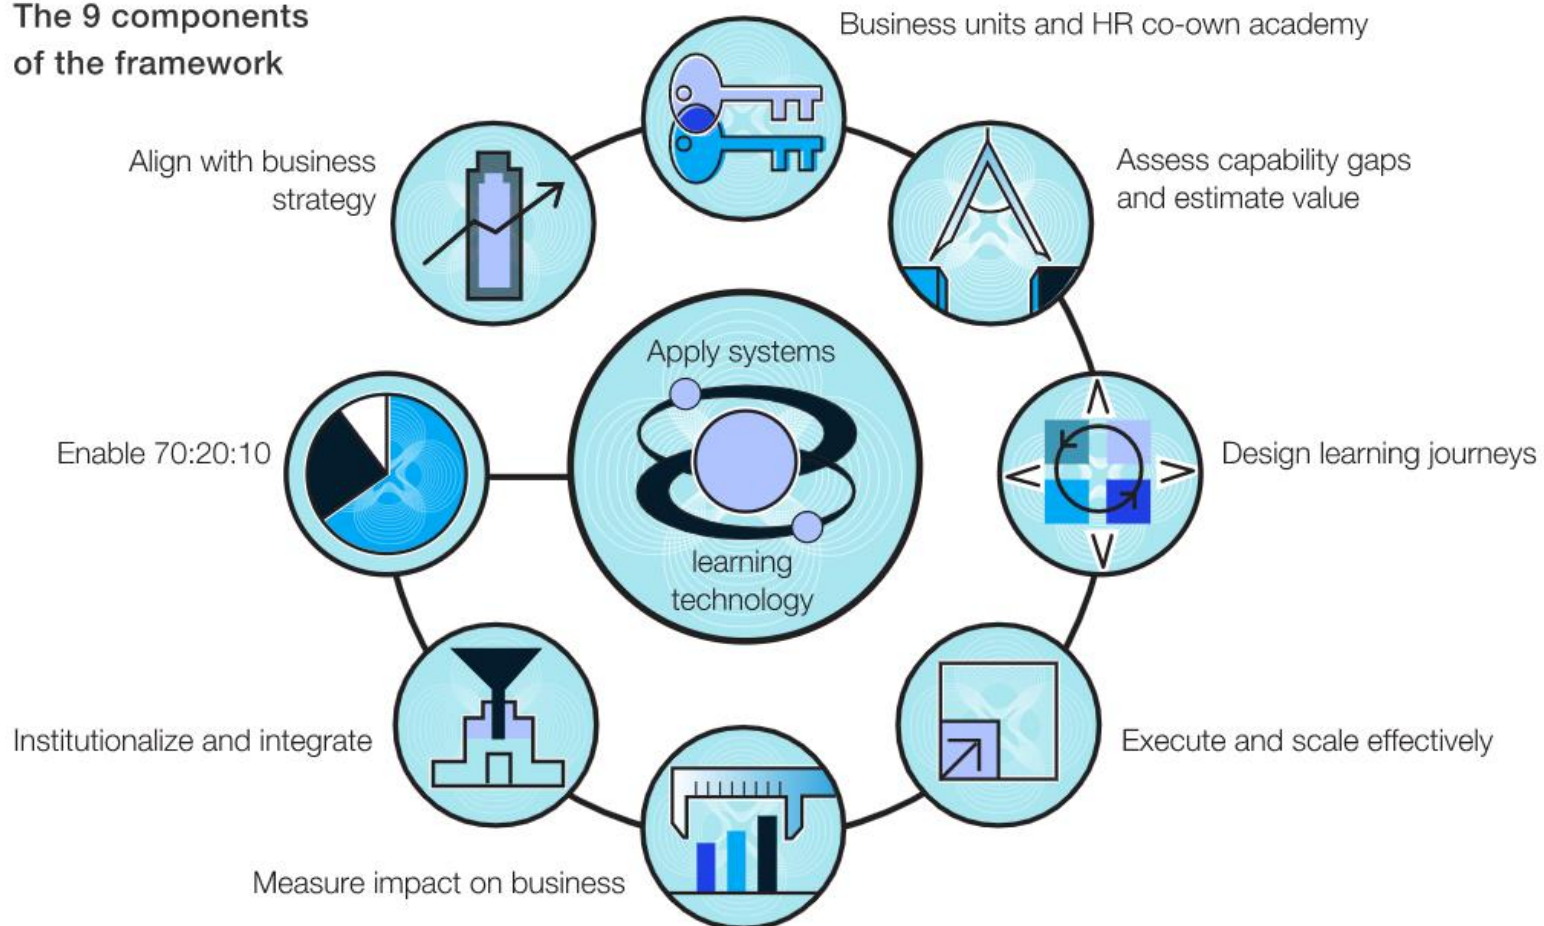 The 9 components
of the framework
Business units and HR co-own academy
Align with business
strategy
Assess capability gaps
and estimate value
Apply systems
learning
technology
Enable 70:20:10
Design learning journeys
Institutionalize and integrate
Execute and scale effectively
Measure impact on business